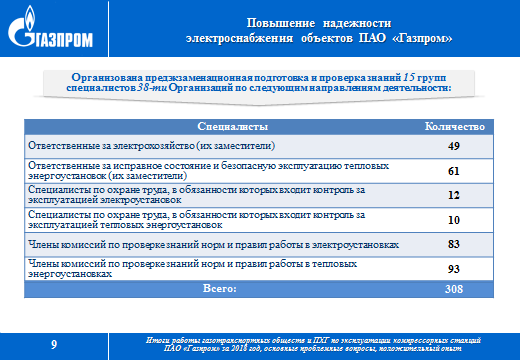 ГАЗПРОМ
Повышение надежности
электроснабжения объектов ПАО «Газпром»
Организована предэкзаменационная подготовка и проверка знаний 15 групп
специалистов 38-ми Организаций по следующим направлениям деятельности:
Специалисты Количество
Ответственные за электрохозяйство (их заместители) 49
Ответственные за исправное состояние и безопасную эксплуатацию тепловых
энергоустановок (их заместители) 61
Специалисты по охране труда, в обязанности которых входит контроль за
эксплуатацией электроустановок 12
Специалисты по охране труда, в обязанности которых входит контроль за
эксплуатацией тепловых энергоустановок 10
Члены комиссий по проверке знаний норм и правил работы в электроустановках 83
Члены комиссий по проверке знаний норм и правил работы в тепловых
энергоустановках 93
Всего: 308
9
Итоги работы газотранспортных обществ и ПХГ по эксплуатации компрессорных станций
ПАО «Газпром» за 2018 год, основные проблемные вопросы, положительный опыт